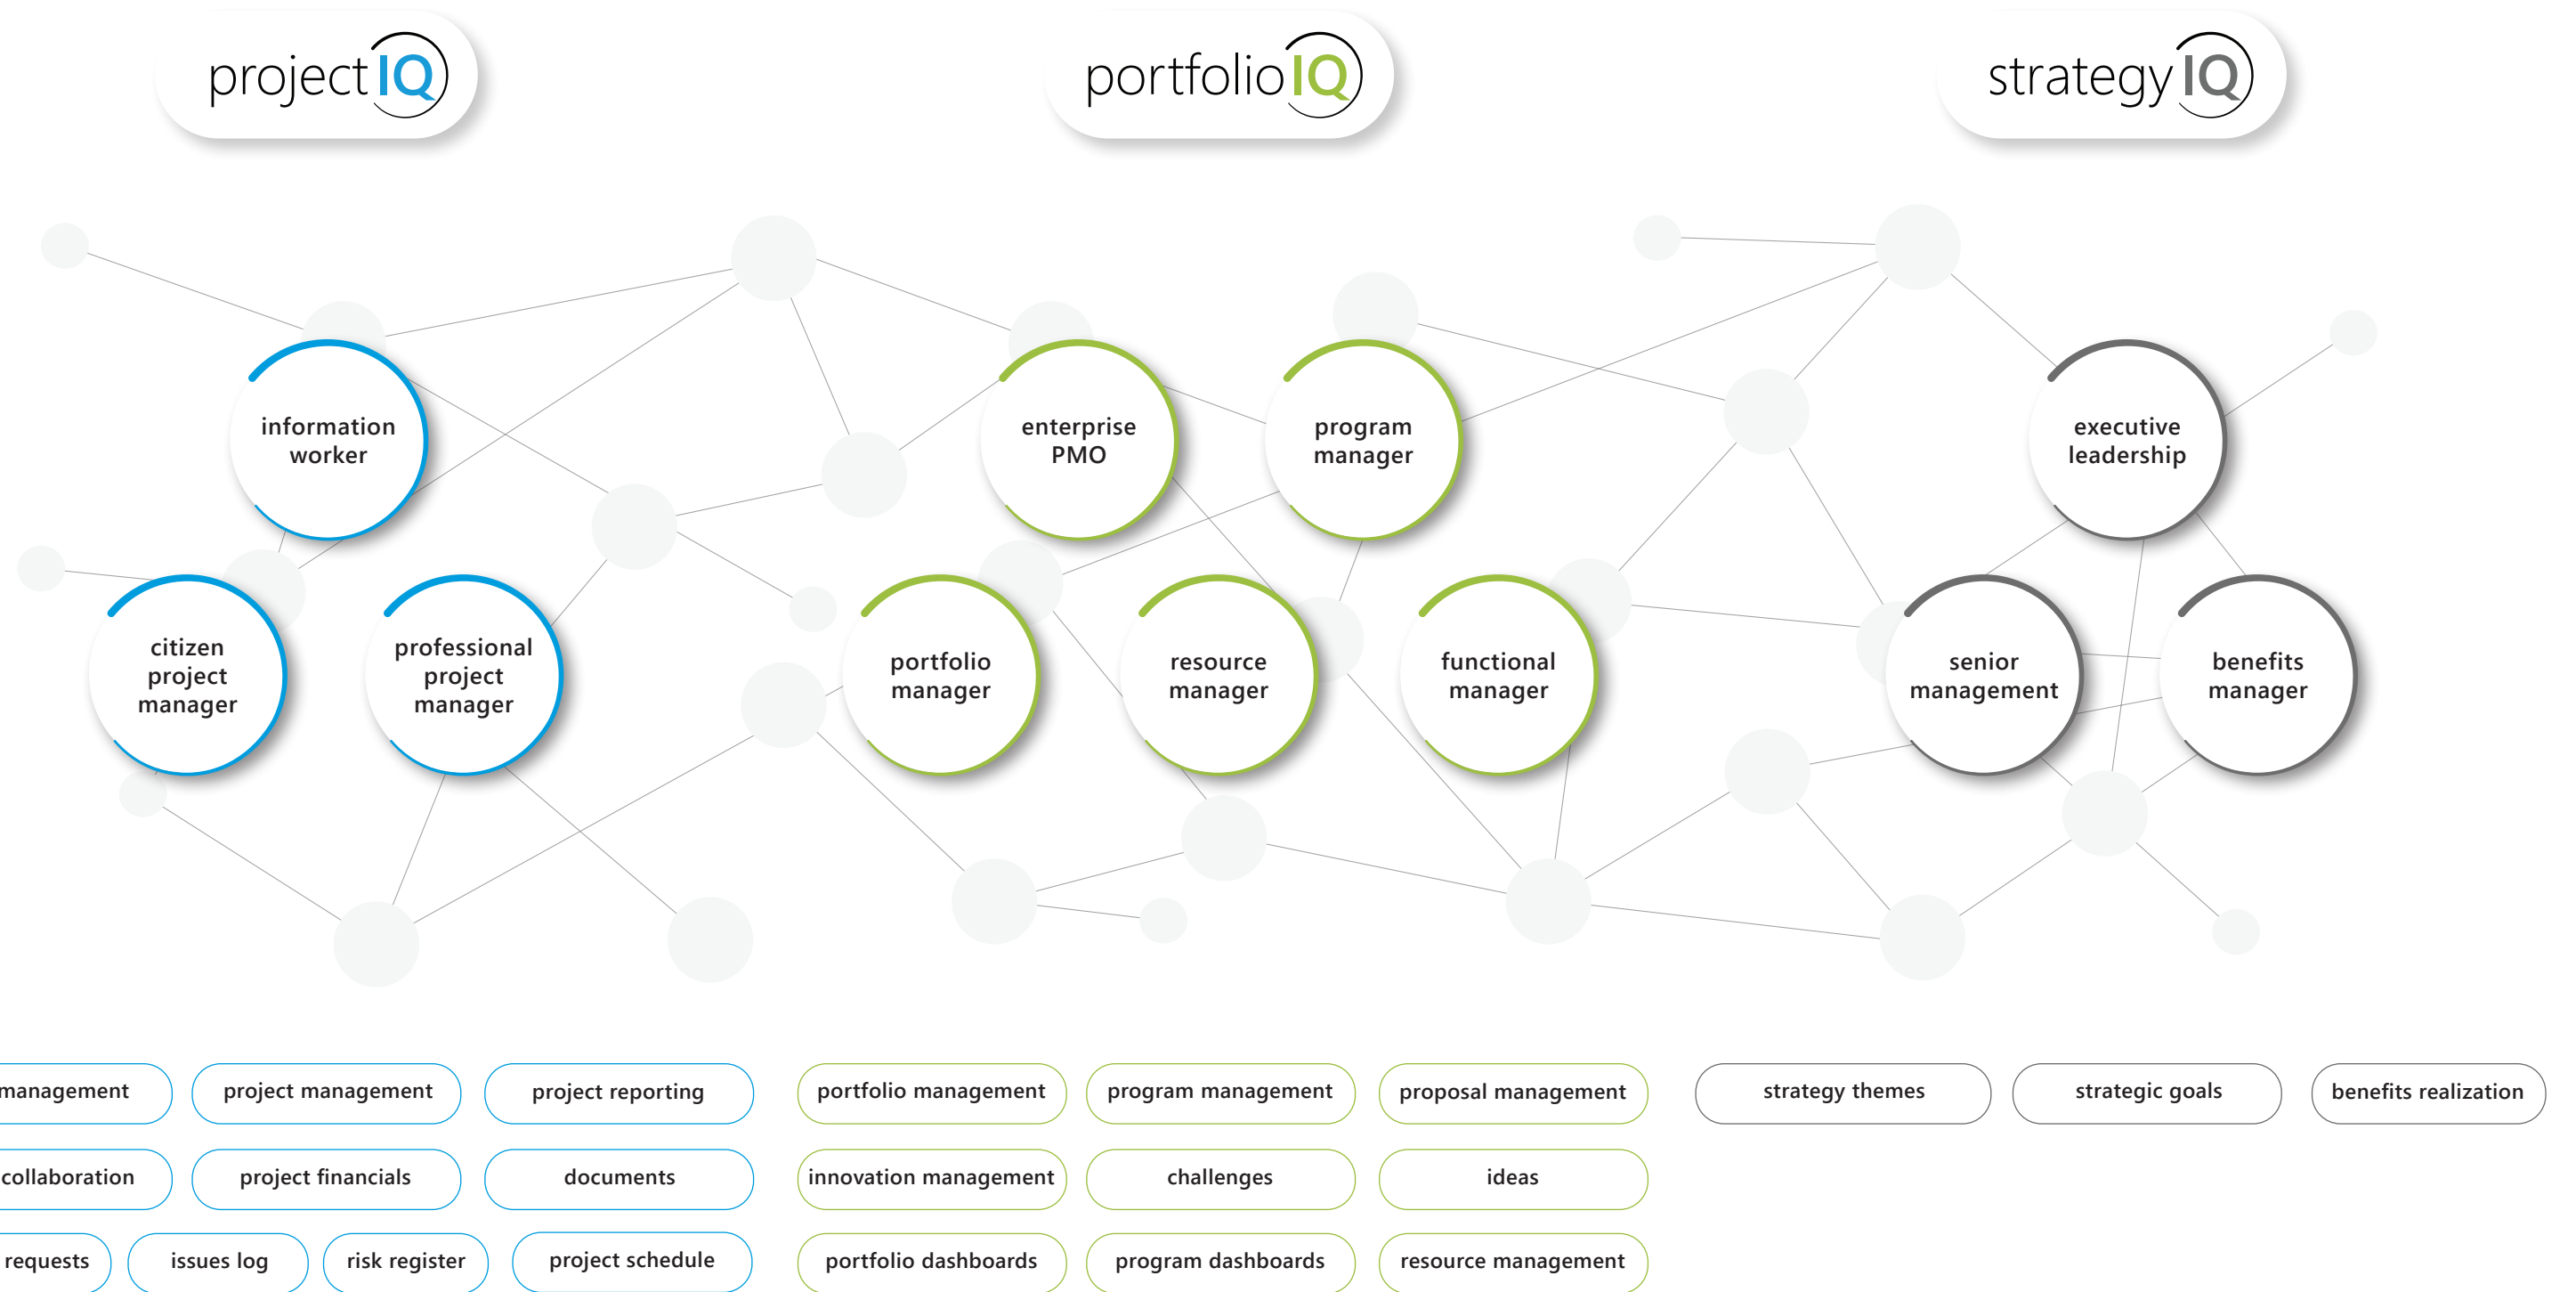 projectIQ
portfolioIQ
strategyIQ
information
worker
enterprise
PMO
program
manager
executive
leadership
citizen
project
manager
professional
project
manager
portfolio
manager
resource
manager
functional
manager
senior
management
benefits
manager
management
project management
project reporting
portfolio management
program management
proposal management
strategy themes
strategic goals
benefits realization
collaboration
project financials
documents
innovation management
challenges
ideas
requests
issues log
risk register
project schedule
portfolio dashboards
program dashboards
resource management